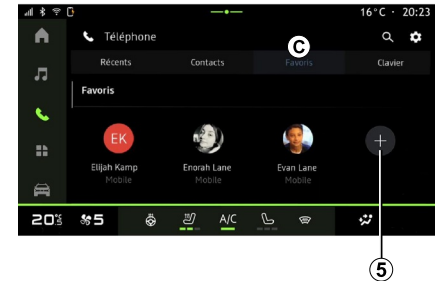 16°C · 20:23
Téléphone
C
Récents Contacts Favoris Clavier
Favoris
EK
Elijah Kamp Enorah Lane Evan Lane
Mobile Mobile Mobile
20°5 5 A/C
5